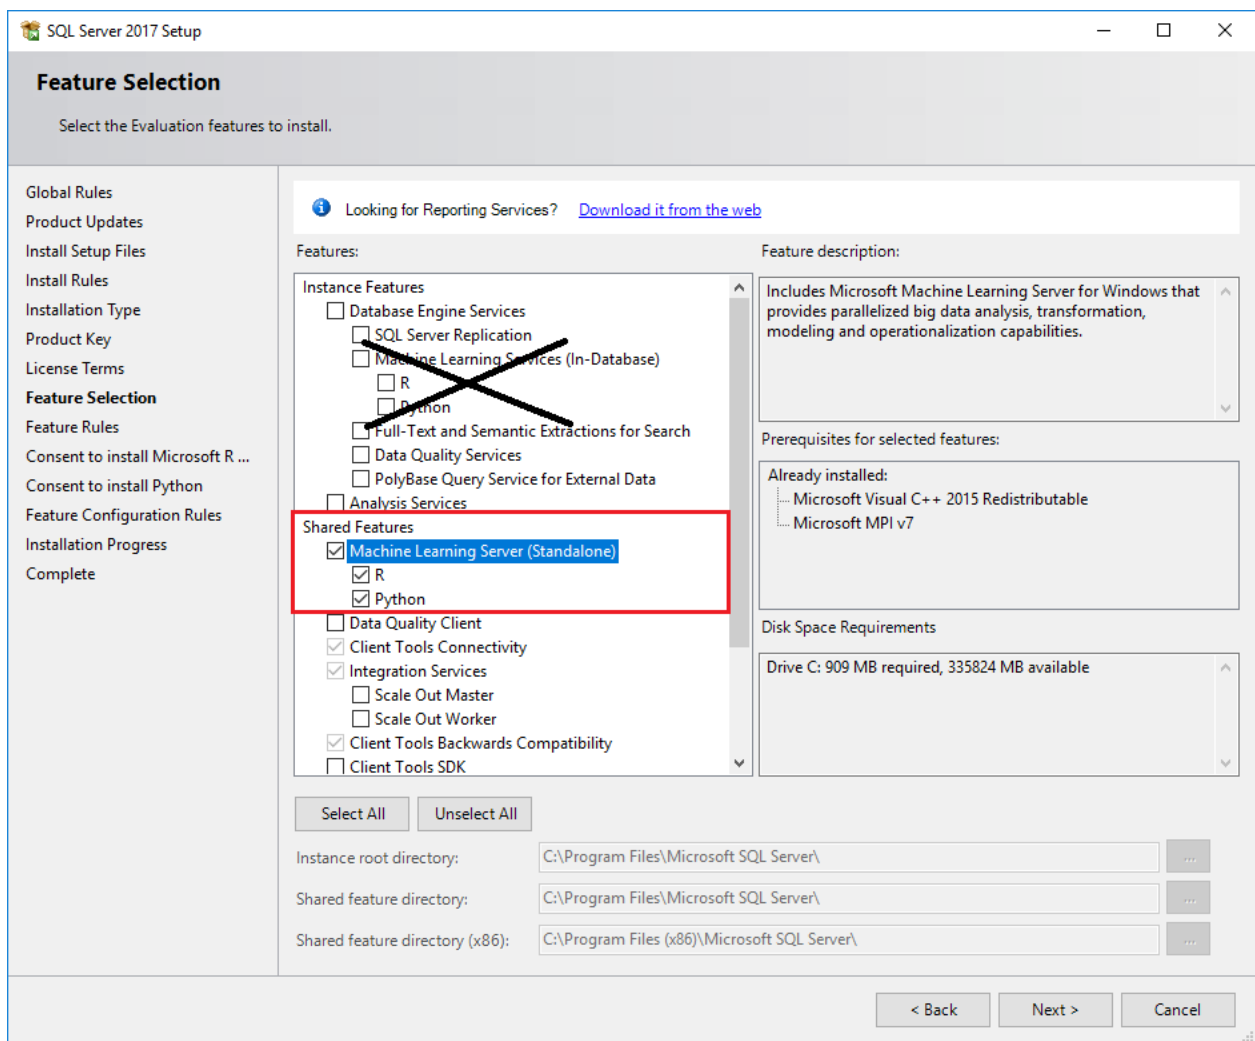 SQL Server 2017 Setup
Feature Selection
Select the Evaluation features to install.
Global Rules
Product Updates
Install Setup Files
Install Rules
Installation Type
Product Key
License Terms
Feature Selection
Feature Rules
Consent to install Microsoft R ...
Consent to install Python
Feature Configuration Rules
Installation Progress
Complete
Looking for Reporting Services? Download it from the web
Features:
Instance Features
Database Engine Services
SQL Server Replication
Machine Learning Services (In-Database)
R
Python
Full-Text and Semantic Extractions for Search
Data Quality Services
PolyBase Query Service for External Data
Analysis Services
Shared Features
Machine Learning Server (Standalone)
R
Python
Data Quality Client
Client Tools Connectivity
Integration Services
Scale Out Master
Scale Out Worker
Client Tools Backwards Compatibility
Client Tools SDK
Feature description:
Includes Microsoft Machine Learning Server for Windows that
provides parallelized big data analysis, transformation,
modeling and operationalization capabilities.
Prerequisites for selected features:
Already installed:
Microsoft Visual C++ 2015 Redistributable
Microsoft MPI v7
Disk Space Requirements
Drive C: 909 MB required, 335824 MB available
Select All Unselect All
Instance root directory: C:\Program Files\Microsoft SQL Server\ ...
Shared feature directory: C:\Program Files\Microsoft SQL Server\ ...
Shared feature directory (x86): C:\Program Files (x86)\Microsoft SQL Server\ ...
< Back Next > Cancel